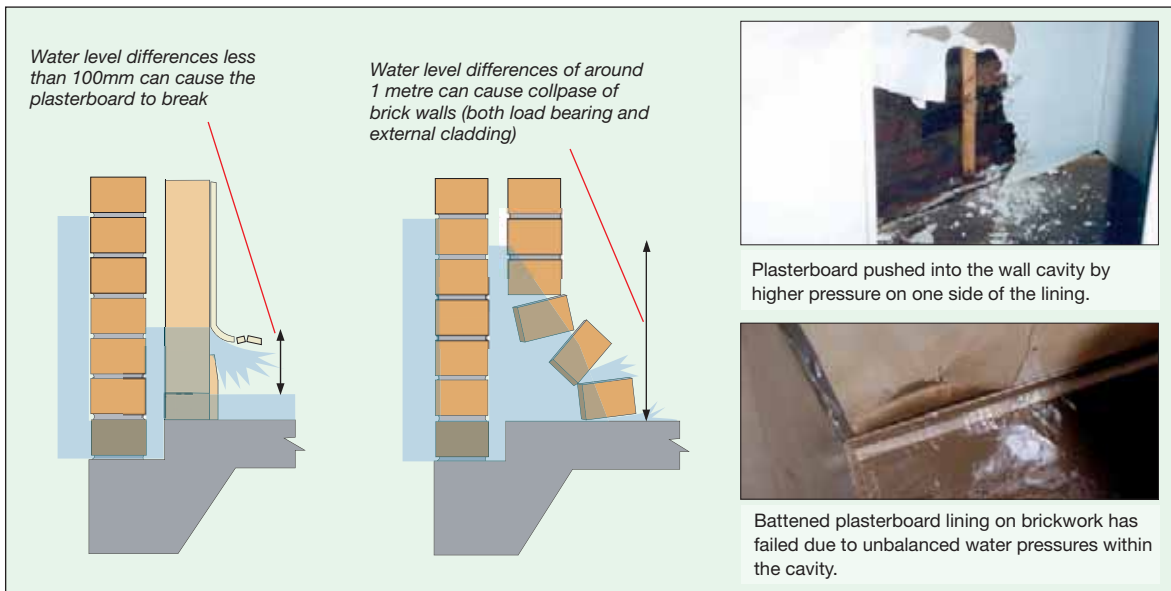 Water level differences less
than 100mm can cause the
plasterboard to break
Water level differences of around
1 metre can cause collpase of
brick walls (both load bearing and
external cladding)
Plasterboard pushed into the wall cavity by
higher pressure on one side of the lining.
Battened plasterboard lining on brickwork has
failed due to unbalanced water pressures within
the cavity.